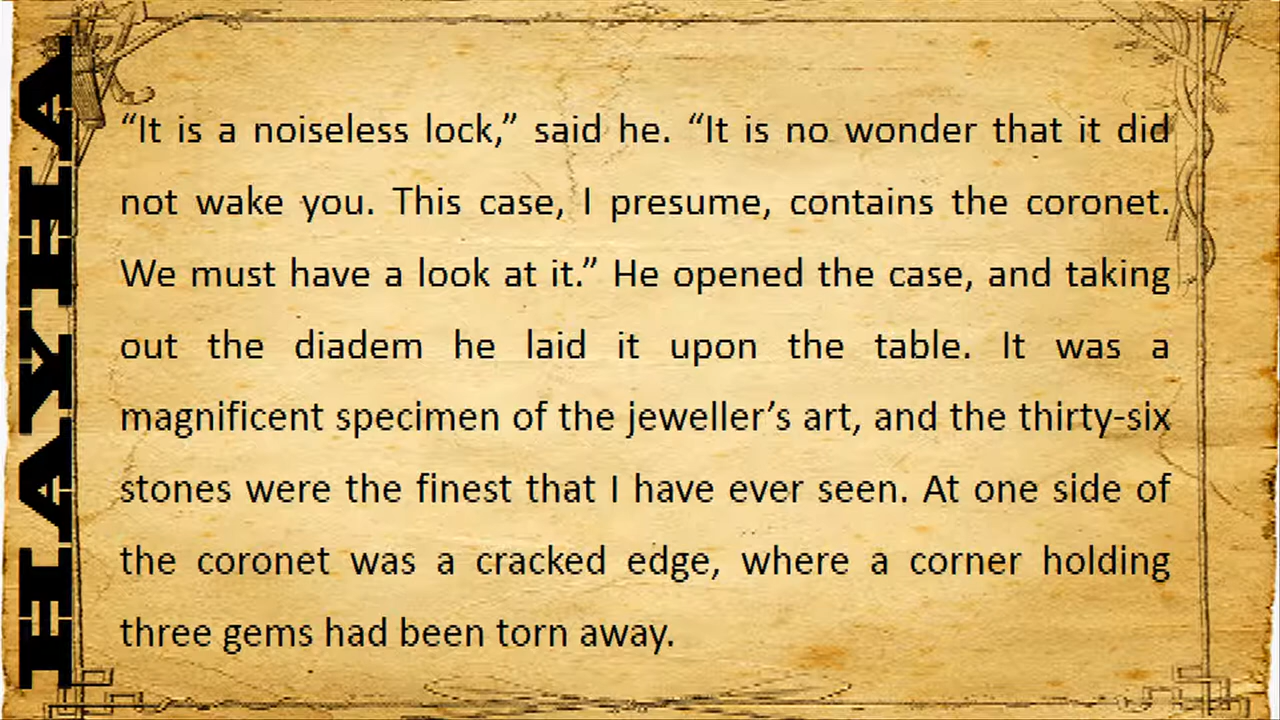 HAYHA
“It is a noiseless lock,” said he. “It is no wonder that it did
not wake you. This case, I presume, contains the coronet.
We must have a look at it.” He opened the case, and taking
out the diadem he laid it upon the table. It was a
magnificent specimen of the jeweller’s art, and the thirty-six
stones were the finest that I have ever seen. At one side of
the coronet was a cracked edge, where a corner holding
three gems had been torn away.